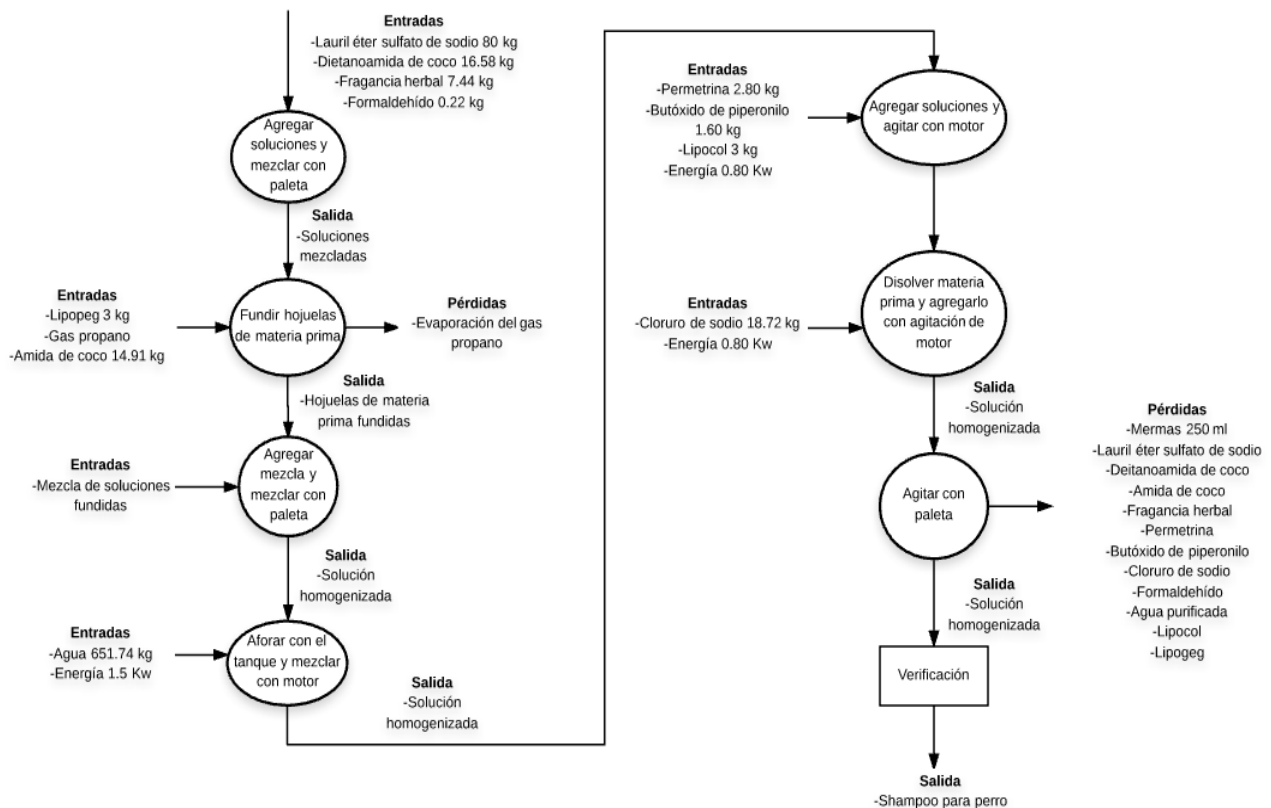 Entradas
-Lauril éter sulfato de sodio 80 kg
-Dietanoamida de coco 16.58 kg
-Fragancia herbal 7.44 kg
-Formaldehído 0.22 kg
Agregar
soluciones y
mezclar con
paleta
Salida
-Soluciones
mezcladas
Entradas
-Lipopeg 3 kg
-Gas propano
-Amida de coco 14.91 kg
Fundir hojuelas
de materia prima
Pérdidas
-Evaporación del gas
propano
Salida
-Hojuelas de materia
prima fundidas
Entradas
-Mezcla de soluciones
fundidas
Agregar
mezcla y
mezclar con
paleta
Salida
-Solución
homogenizada
Entradas
-Agua 651.74 kg
-Energía 1.5 Kw
Aforar con el
tanque y mezclar
con motor
Salida
-Solución
homogenizada
Entradas
-Permetrina 2.80 kg
-Butóxido de piperonilo
1.60 kg
-Lipocol 3 kg
-Energía 0.80 Kw
Agregar soluciones y
agitar con motor
Entradas
-Cloruro de sodio 18.72 kg
-Energía 0.80 Kw
Disolver materia
prima y agregarlo
con agitación de
motor
Salida
-Solución
homogenizada
Agitar con
paleta
Pérdidas
-Mermas 250 ml
-Lauril éter sulfato de sodio
-Deitanoamida de coco
-Amida de coco
-Fragancia herbal
-Permetrina
-Butóxido de piperonilo
-Cloruro de sodio
-Formaldehído
-Agua purificada
-Lipocol
-Lipogeg
Salida
-Solución
homogenizada
Verificación
Salida
-Shampoo para perro